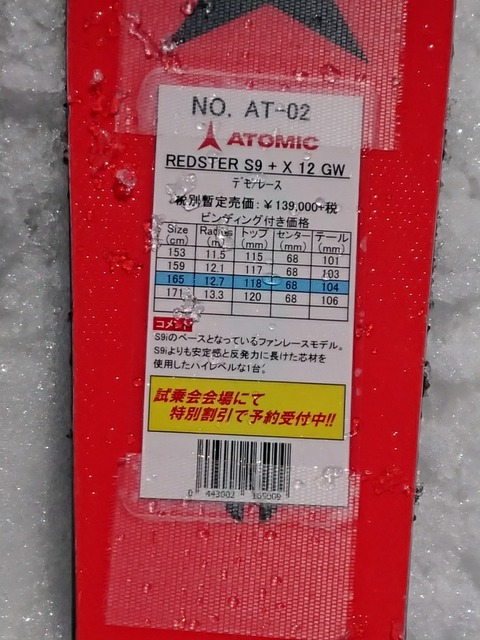 NO. AT-02
ATOMIC
REDSTER S9 + X 12 GW
デモ/レース
税別暫定売価：￥139,000+税
ビンディング付き価格
Size (cm) Radius (m) トップ (mm) センター (mm) テール (mm)
153 11.5 115 68 101
159 12.1 117 68 103
165 12.7 118 68 104
171 13.3 120 68 106
コメント
S9iのベースとなっているファンレースモデル。
S9iよりも安定感と反発力に長けた芯材を
使用したハイレベルな1台。
試乗会会場にて
特別割引で予約受付中!!
0 443002